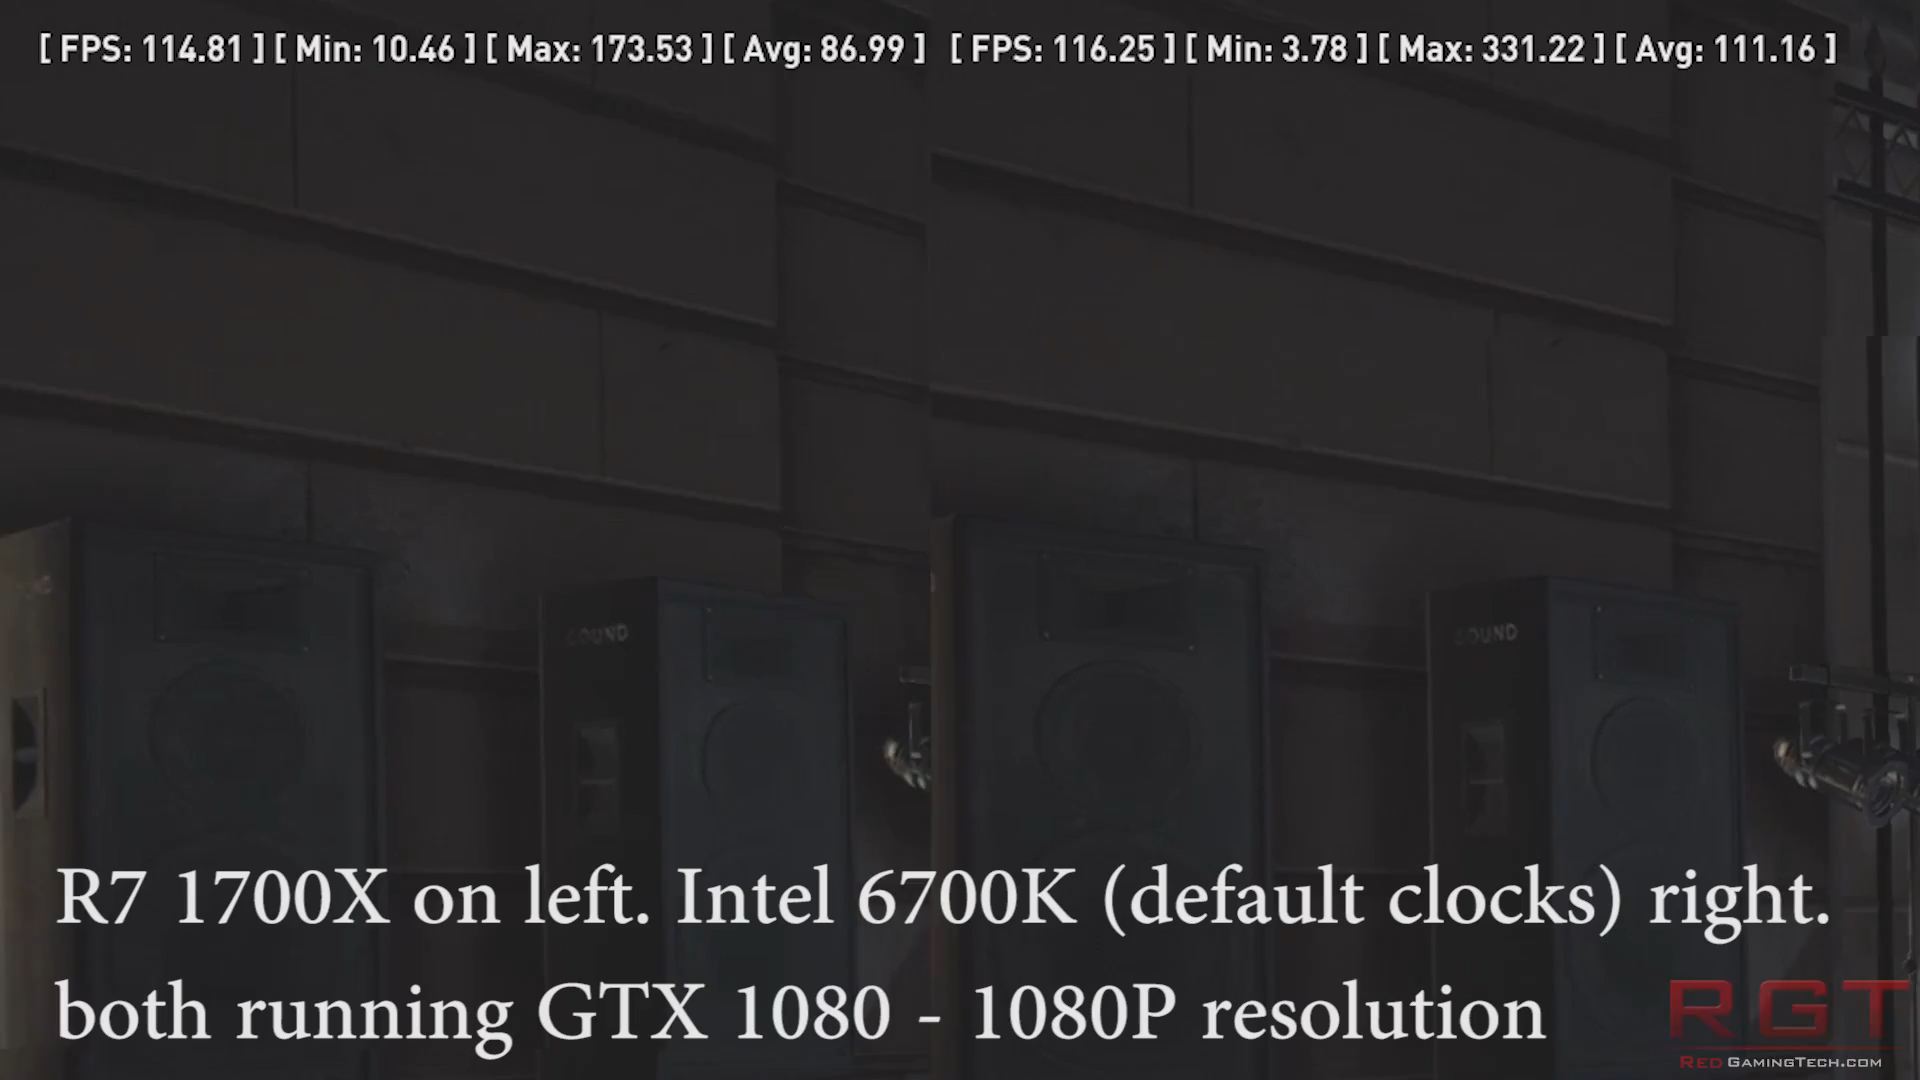 [ FPS: 114.81 ] [ Min: 10.46 ] [ Max: 173.53 ] [ Avg: 86.99 ] [ FPS: 116.25 ] [ Min: 3.78 ] [ Max: 331.22 ] [ Avg: 111.16 ]
SOUND SOUND
R7 1700X on left. Intel 6700K (default clocks) right.
both running GTX 1080 - 1080P resolution
RGT
REDGAMINGTECH.COM